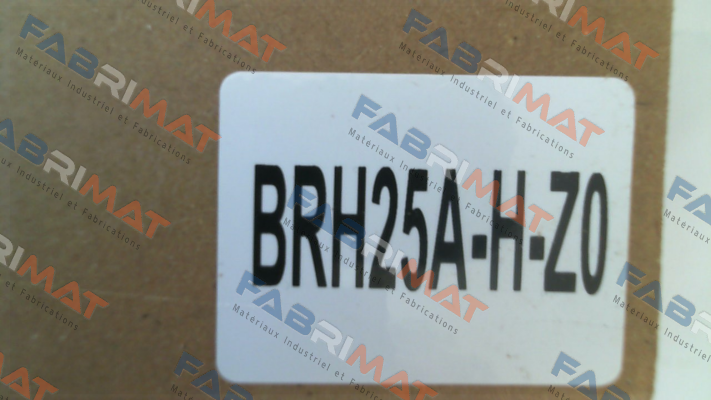 BRH25A-H-Z0
FABRIMAT
Matériaux Industriel et Fabrications